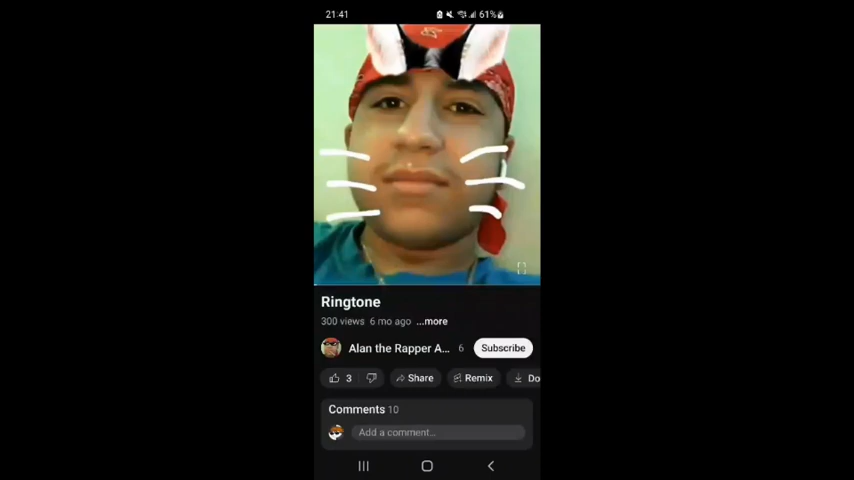 21:41 61%
Ringtone
300 views 6 mo ago ...more
Alan the Rapper A... 6 Subscribe
3 Share Remix Do
Comments 10
Add a comment...